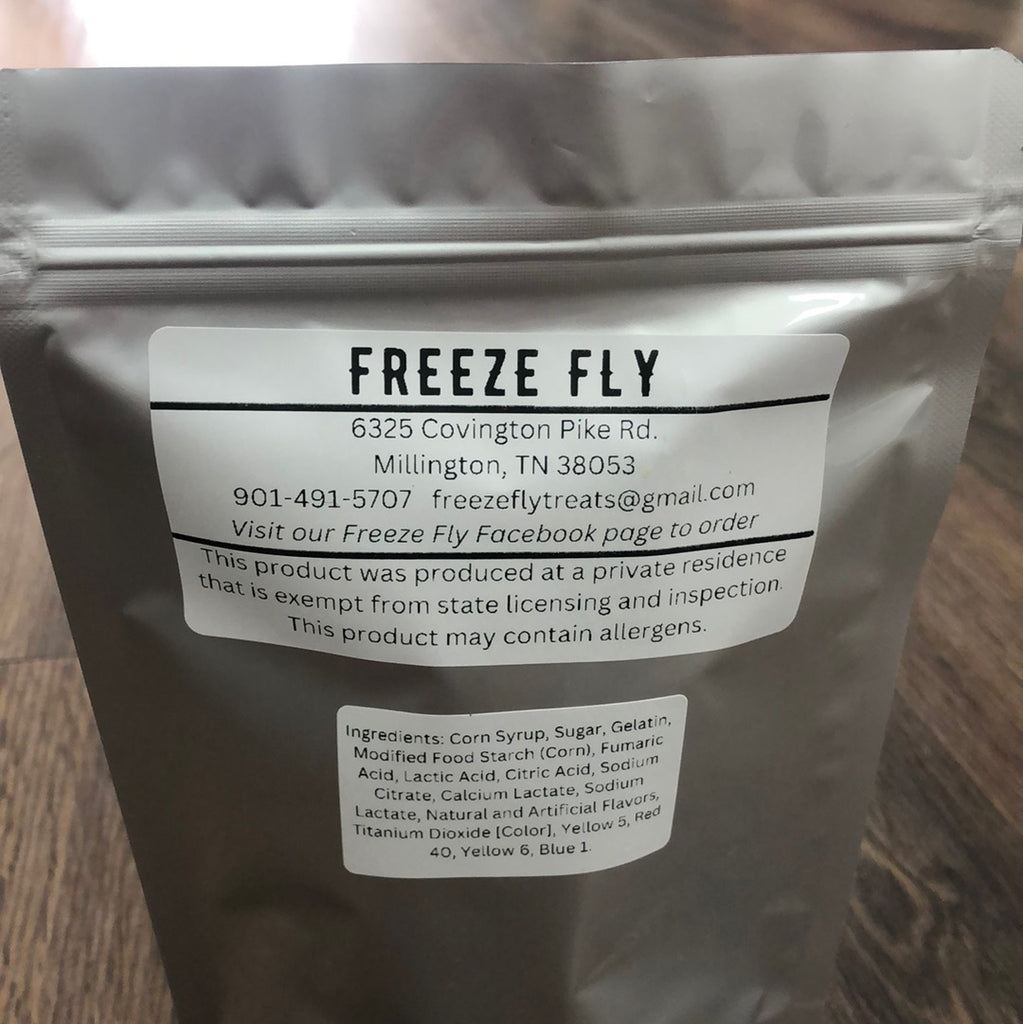 FREEZE FLY
6325 Covington Pike Rd.
Millington, TN 38053
901-491-5707 freezeflytreats@gmail.com
Visit our Freeze Fly Facebook page to order
This product was produced at a private residence
that is exempt from state licensing and inspection.
This product may contain allergens.
Ingredients: Corn Syrup, Sugar, Gelatin,
Modified Food Starch (Corn), Fumaric
Acid, Lactic Acid, Citric Acid, Sodium
Citrate, Calcium Lactate, Sodium
Lactate, Natural and Artificial Flavors,
Titanium Dioxide [Color], Yellow 5, Red
40, Yellow 6, Blue 1.